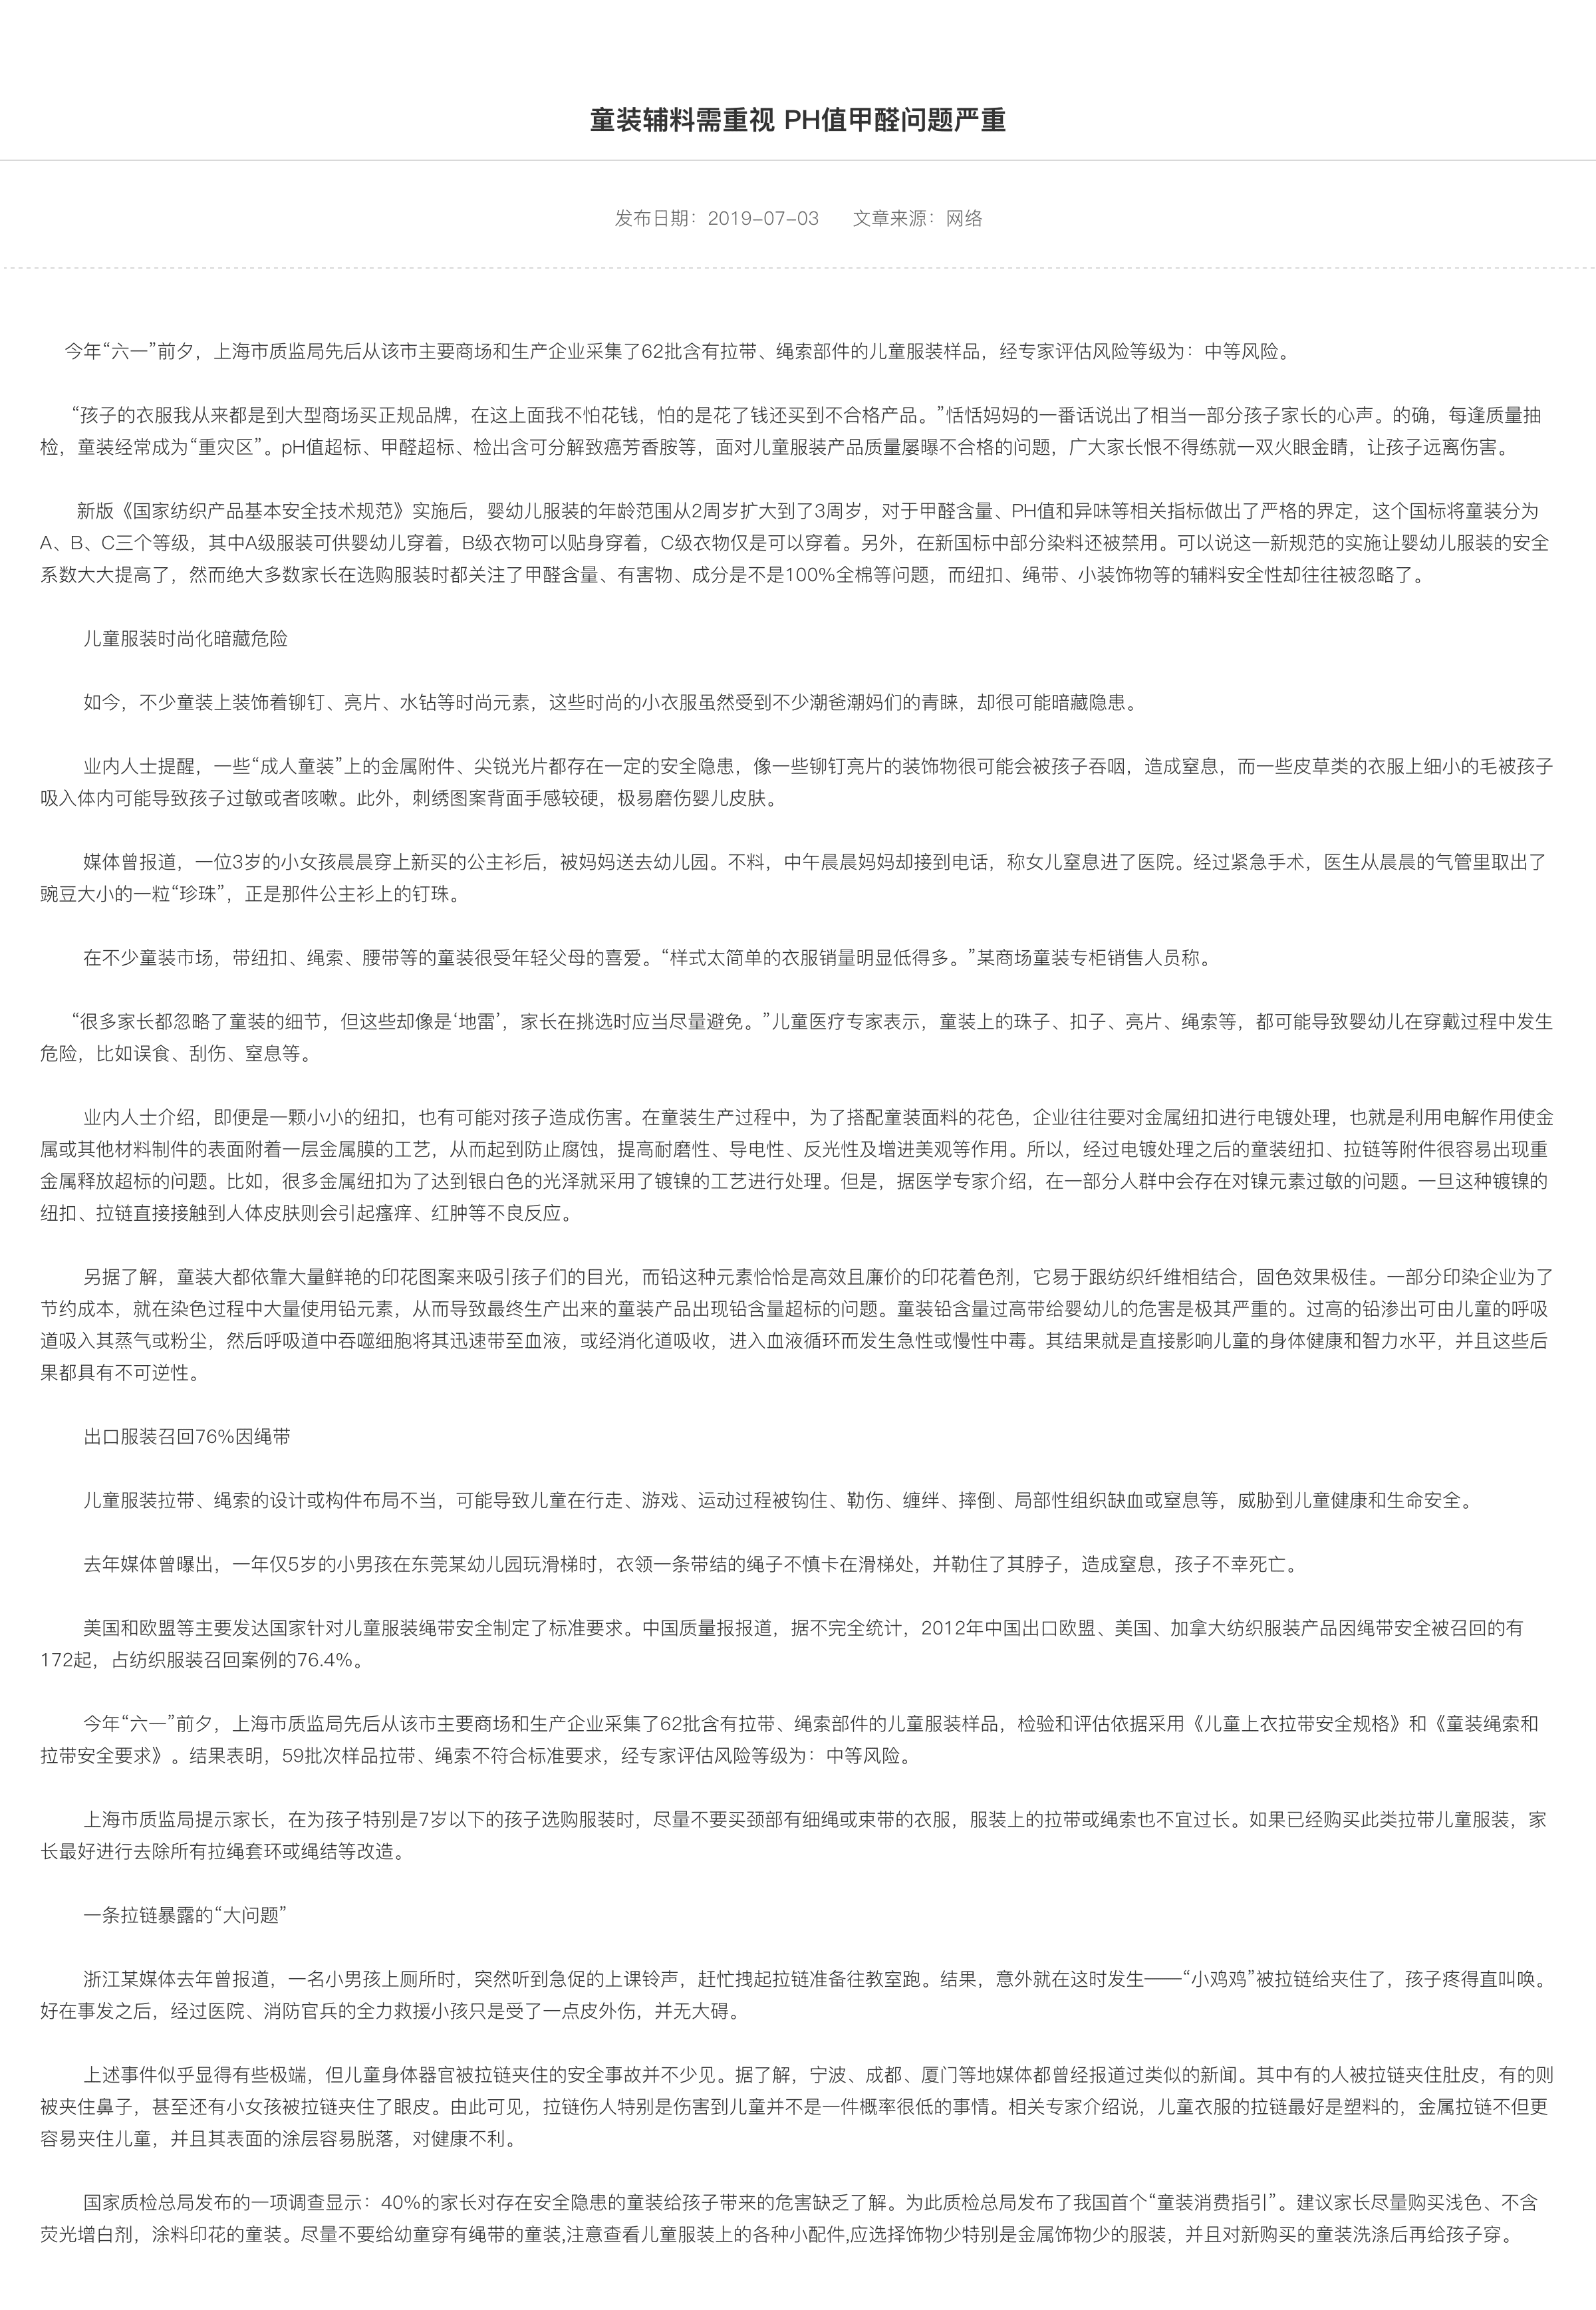 童装辅料需重视 PH值甲醛问题严重
发布日期：2019-07-03 文章来源：网络
今年“六一”前夕，上海市质监局先后从该市主要商场和生产企业采集了62批含有拉带、绳索部件的儿童服装样品，经专家评估风险等级为：中等风险。
“孩子的衣服我从来都是到大型商场买正规品牌，在这上面我不怕花钱，怕的是花了钱还买到不合格产品。”恬恬妈妈的一番话说出了相当一部分孩子家长的心声。的确，每逢质量抽
检，童装经常成为“重灾区”。pH值超标、甲醛超标、检出含可分解致癌芳香胺等，面对儿童服装产品质量屡曝不合格的问题，广大家长恨不得练就一双火眼金睛，让孩子远离伤害。
新版《国家纺织产品基本安全技术规范》实施后，婴幼儿服装的年龄范围从2周岁扩大到了3周岁，对于甲醛含量、PH值和异味等相关指标做出了严格的界定，这个国标将童装分为
A、B、C三个等级，其中A级服装可供婴幼儿穿着，B级衣物可以贴身穿着，C级衣物仅是可以穿着。另外，在新国标中部分染料还被禁用。可以说这一新规范的实施让婴幼儿服装的安全
系数大大提高了，然而绝大多数家长在选购服装时都关注了甲醛含量、有害物、成分是不是100%全棉等问题，而纽扣、绳带、小装饰物等的辅料安全性却往往被忽略了。
儿童服装时尚化暗藏危险
如今，不少童装上装饰着铆钉、亮片、水钻等时尚元素，这些时尚的小衣服虽然受到不少潮爸潮妈们的青睐，却很可能暗藏隐患。
业内人士提醒，一些“成人童装”上的金属附件、尖锐光片都存在一定的安全隐患，像一些铆钉亮片的装饰物很可能会被孩子吞咽，造成窒息，而一些皮草类的衣服上细小的毛被孩子
吸入体内可能导致孩子过敏或者咳嗽。此外，刺绣图案背面手感较硬，极易磨伤婴儿皮肤。
媒体曾报道，一位3岁的小女孩晨晨穿上新买的公主衫后，被妈妈送去幼儿园。不料，中午晨晨妈妈却接到电话，称女儿窒息进了医院。经过紧急手术，医生从晨晨的气管里取出了
豌豆大小的一粒“珍珠”，正是那件公主衫上的钉珠。
在不少童装市场，带纽扣、绳索、腰带等的童装很受年轻父母的喜爱。“样式太简单的衣服销量明显低得多。”某商场童装专柜销售人员称。
“很多家长都忽略了童装的细节，但这些却像是‘地雷’，家长在挑选时应当尽量避免。”儿童医疗专家表示，童装上的珠子、扣子、亮片、绳索等，都可能导致婴幼儿在穿戴过程中发生
危险，比如误食、刮伤、窒息等。
业内人士介绍，即便是一颗小小的纽扣，也有可能对孩子造成伤害。在童装生产过程中，为了搭配童装面料的花色，企业往往要对金属纽扣进行电镀处理，也就是利用电解作用使金
属或其他材料制件的表面附着一层金属膜的工艺，从而起到防止腐蚀，提高耐磨性、导电性、反光性及增进美观等作用。所以，经过电镀处理之后的童装纽扣、拉链等附件很容易出现重
金属释放超标的问题。比如，很多金属纽扣为了达到银白色的光泽就采用了镀镍的工艺进行处理。但是，据医学专家介绍，在一部分人群中会存在对镍元素过敏的问题。一旦这种镀镍的
纽扣、拉链直接接触到人体皮肤则会引起瘙痒、红肿等不良反应。
另据了解，童装大都依靠大量鲜艳的印花图案来吸引孩子们的目光，而铅这种元素恰恰是高效且廉价的印花着色剂，它易于跟纺织纤维相结合，固色效果极佳。一部分印染企业为了
节约成本，就在染色过程中大量使用铅元素，从而导致最终生产出来的童装产品出现铅含量超标的问题。童装铅含量过高带给婴幼儿的危害是极其严重的。过高的铅渗出可由儿童的呼吸
道吸入其蒸气或粉尘，然后呼吸道中吞噬细胞将其迅速带至血液，或经消化道吸收，进入血液循环而发生急性或慢性中毒。其结果就是直接影响儿童的身体健康和智力水平，并且这些后
果都具有不可逆性。
出口服装召回76%因绳带
儿童服装拉带、绳索的设计或构件布局不当，可能导致儿童在行走、游戏、运动过程被钩住、勒伤、缠绊、摔倒、局部性组织缺血或窒息等，威胁到儿童健康和生命安全。
去年媒体曾曝出，一年仅5岁的小男孩在东莞某幼儿园玩滑梯时，衣领一条带结的绳子不慎卡在滑梯处，并勒住了其脖子，造成窒息，孩子不幸死亡。
美国和欧盟等主要发达国家针对儿童服装绳带安全制定了标准要求。中国质量报报道，据不完全统计，2012年中国出口欧盟、美国、加拿大纺织服装产品因绳带安全被召回的有
172起，占纺织服装召回案例的76.4%。
今年“六一”前夕，上海市质监局先后从该市主要商场和生产企业采集了62批含有拉带、绳索部件的儿童服装样品，检验和评估依据采用《儿童上衣拉带安全规格》和《童装绳索和
拉带安全要求》。结果表明，59批次样品拉带、绳索不符合标准要求，经专家评估风险等级为：中等风险。
上海市质监局提示家长，在为孩子特别是7岁以下的孩子选购服装时，尽量不要买颈部有细绳或束带的衣服，服装上的拉带或绳索也不宜过长。如果已经购买此类拉带儿童服装，家
长最好进行去除所有拉绳套环或绳结等改造。
一条拉链暴露的“大问题”
浙江某媒体去年曾报道，一名小男孩上厕所时，突然听到急促的上课铃声，赶忙拽起拉链准备往教室跑。结果，意外就在这时发生——“小鸡鸡”被拉链给夹住了，孩子疼得直叫唤。
好在事发之后，经过医院、消防官兵的全力救援小孩只是受了一点皮外伤，并无大碍。
上述事件似乎显得有些极端，但儿童身体器官被拉链夹住的安全事故并不少见。据了解，宁波、成都、厦门等地媒体都曾经报道过类似的新闻。其中有的人被拉链夹住肚皮，有的则
被夹住鼻子，甚至还有小女孩被拉链夹住了眼皮。由此可见，拉链伤人特别是伤害到儿童并不是一件概率很低的事情。相关专家介绍说，儿童衣服的拉链最好是塑料的，金属拉链不但更
容易夹住儿童，并且其表面的涂层容易脱落，对健康不利。
国家质检总局发布的一项调查显示：40%的家长对存在安全隐患的童装给孩子带来的危害缺乏了解。为此质检总局发布了我国首个“童装消费指引”。建议家长尽量购买浅色、不含
荧光增白剂，涂料印花的童装。尽量不要给幼童穿有绳带的童装,注意查看儿童服装上的各种小配件,应选择饰物少特别是金属饰物少的服装，并且对新购买的童装洗涤后再给孩子穿。